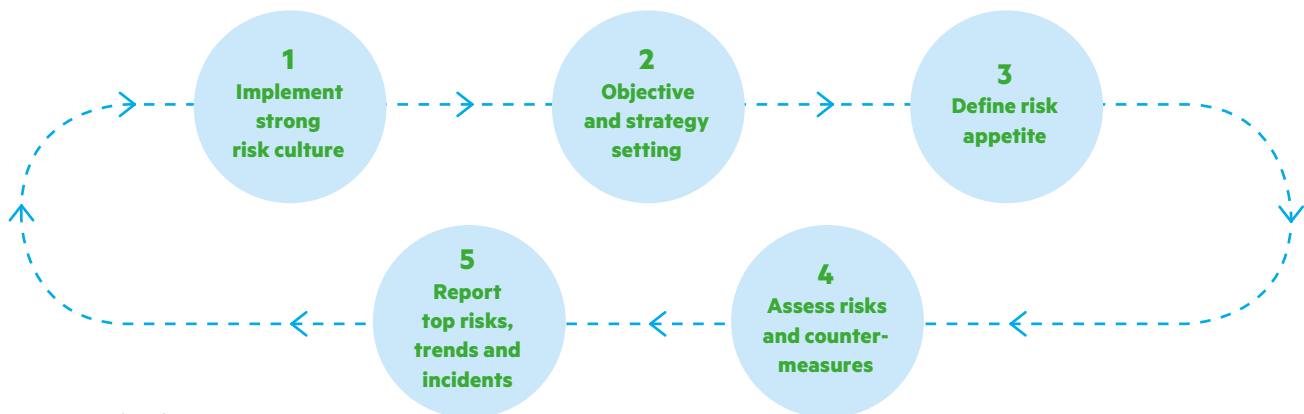 1
Implement
strong
risk culture
2
Objective
and strategy
setting
3
Define risk
appetite
4
Assess risks
and counter-
measures
5
Report
top risks,
trends and
incidents